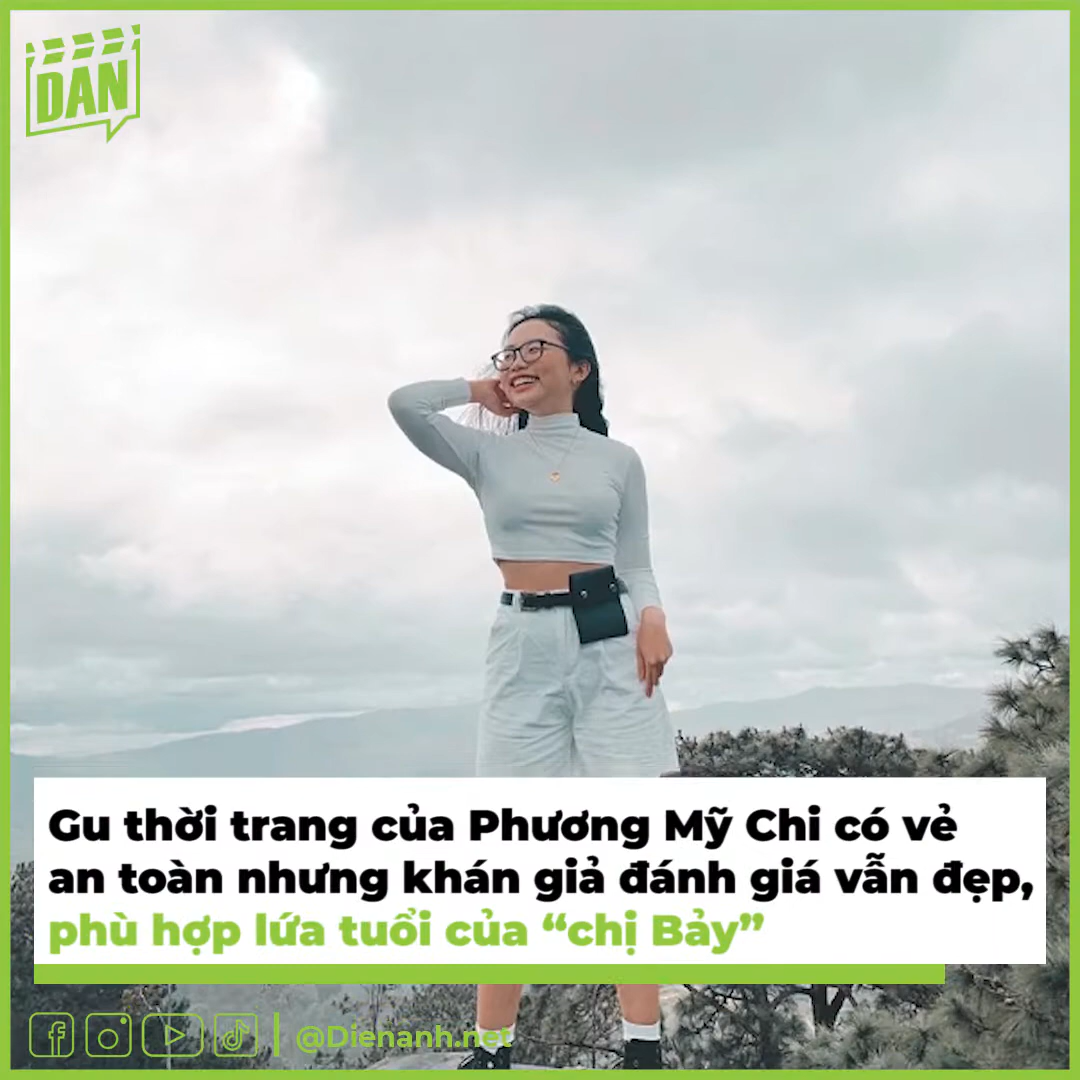 DAN
Gu thời trang của Phương Mỹ Chi có vẻ
an toàn nhưng khán giả đánh giá vẫn đẹp,
phù hợp lứa tuổi của “chị Bảy”
@Dienanh.net